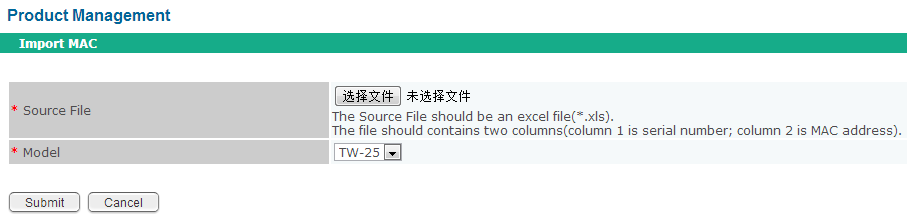 Product Management
Import MAC
* Source File
选择文件 未选择文件
The Source File should be an excel file(*.xls).
The file should contains two columns(column 1 is serial number; column 2 is MAC address).
* Model
TW-25
Submit Cancel